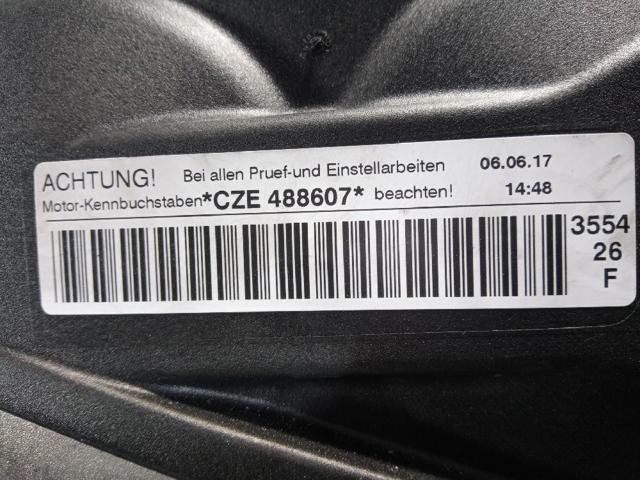 ACHTUNG! Bei allen Pruef-und Einstellarbeiten 06.06.17
Motor-Kennbuchstaben*CZE 488607* beachten! 14:48
3554
26
F